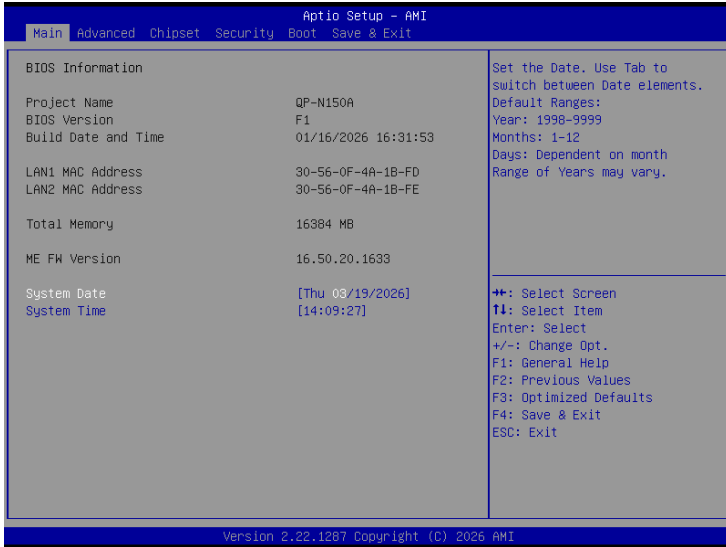 Aptio Setup - AMI
Main Advanced Chipset Security Boot Save & Exit
BIOS Information
Project Name QP-N150A
BIOS Version F1
Build Date and Time 01/16/2026 16:31:53
LAN1 MAC Address 30-56-0F-4A-1B-FD
LAN2 MAC Address 30-56-0F-4A-1B-FE
Total Memory 16384 MB
ME FW Version 16.50.20.1633
System Date [Thu 03/19/2026]
System Time [14:09:27]
Set the Date. Use Tab to
switch between Date elements.
Default Ranges:
Year: 1998-9999
Months: 1-12
Days: Dependent on month
Range of Years may vary.
→←: Select Screen
↑↓: Select Item
Enter: Select
+/-: Change Opt.
F1: General Help
F2: Previous Values
F3: Optimized Defaults
F4: Save & Exit
ESC: Exit
Version 2.22.1287 Copyright (C) 2026 AMI